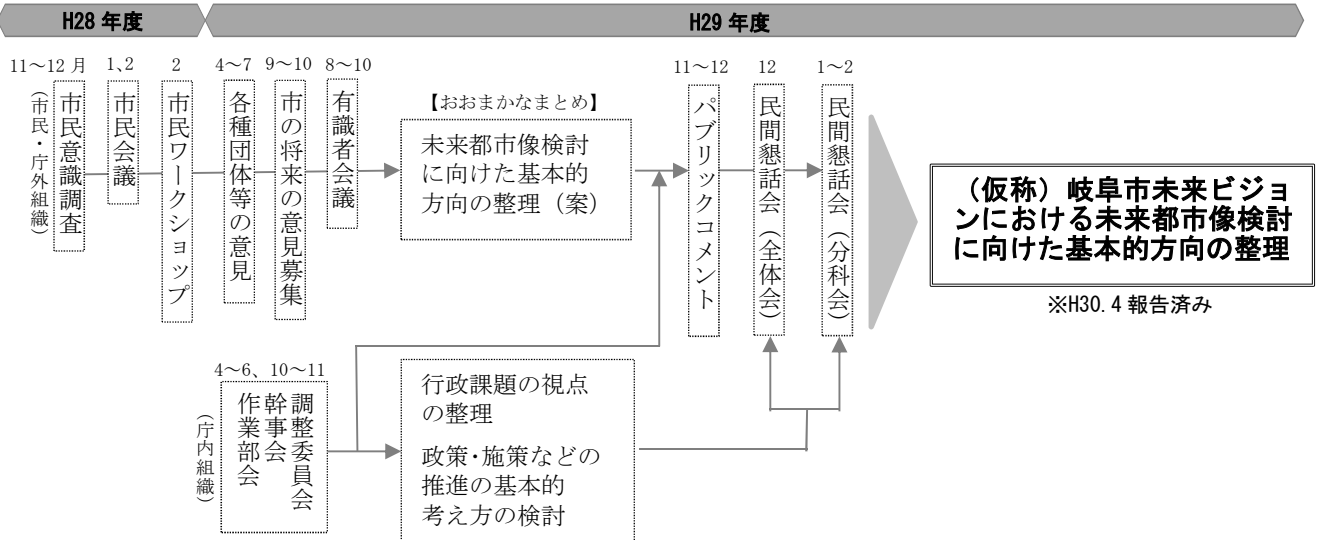 H28 年度
H29 年度
11～12 月
1、2
2
4～7
9～10
8～10
11～12
12
1～2
（市民・庁外組織）
市民意識調査
市民会議
市民ワークショップ
各種団体等の意見
市の将来の意見募集
有識者会議
【おおまかなまとめ】
未来都市像検討
に向けた基本的
方向の整理（案）
パブリックコメント
民間懇話会（全体会）
民間懇話会（分科会）
（仮称）岐阜市未来ビジョ
ンにおける未来都市像検討
に向けた基本的方向の整理
※H30.4 報告済み
4～6、10～11
（庁内組織）
調整委員会
幹事会
作業部会
行政課題の視点
の整理
政策・施策などの
推進の基本的
考え方の検討